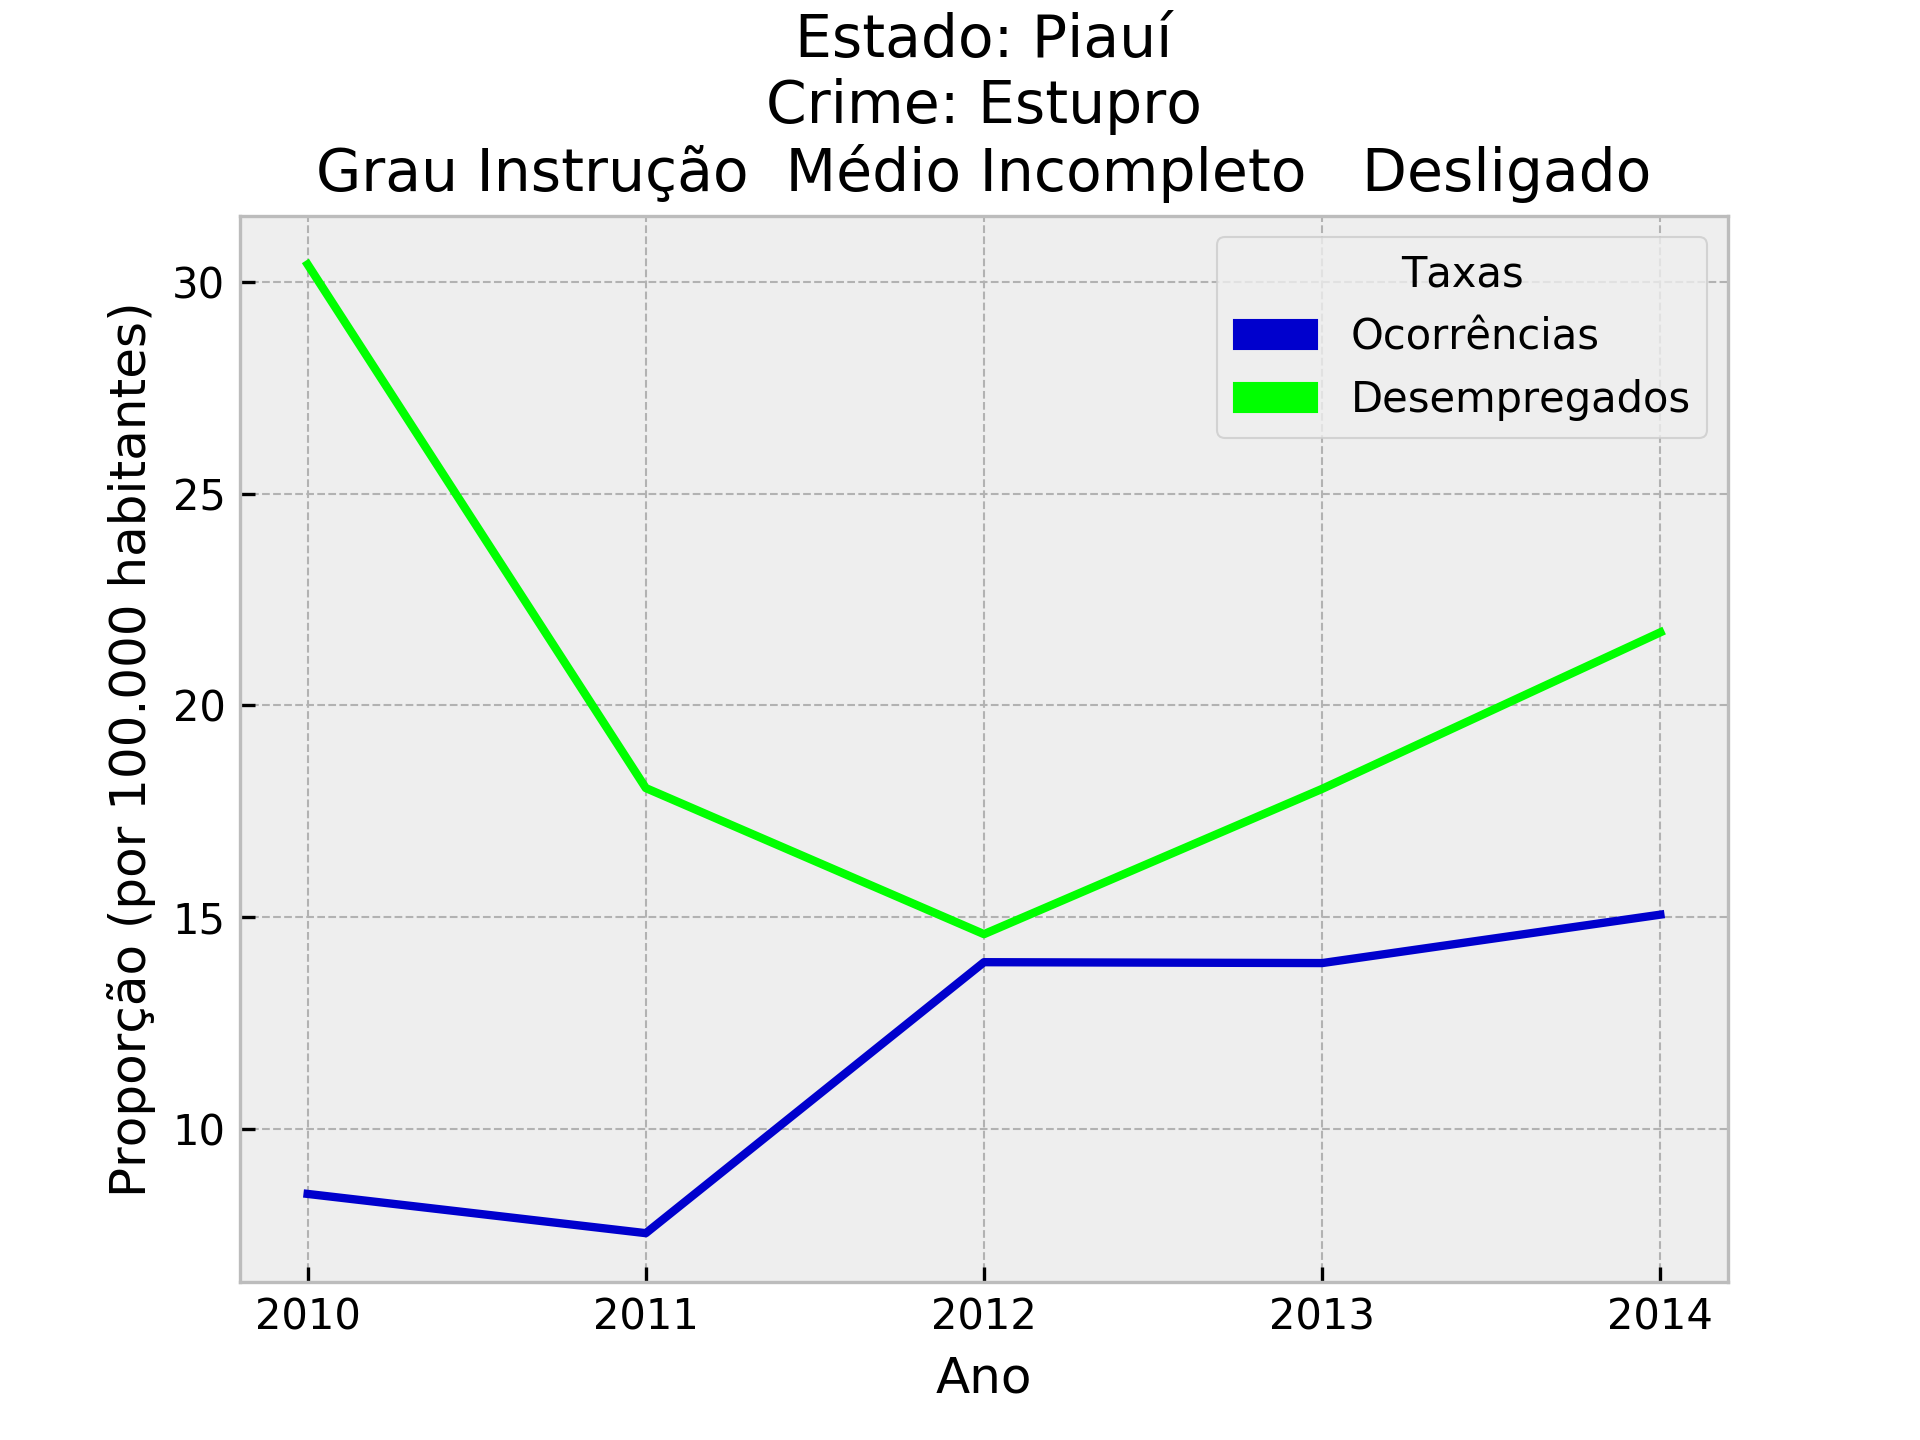 Estado: Piauí
Crime: Estupro
Grau Instrução  Médio Incompleto   Desligado
Proporção (por 100.000 habitantes)
30
25
20
15
10
Taxas
Ocorrências
Desempregados
2010 2011 2012 2013 2014
Ano